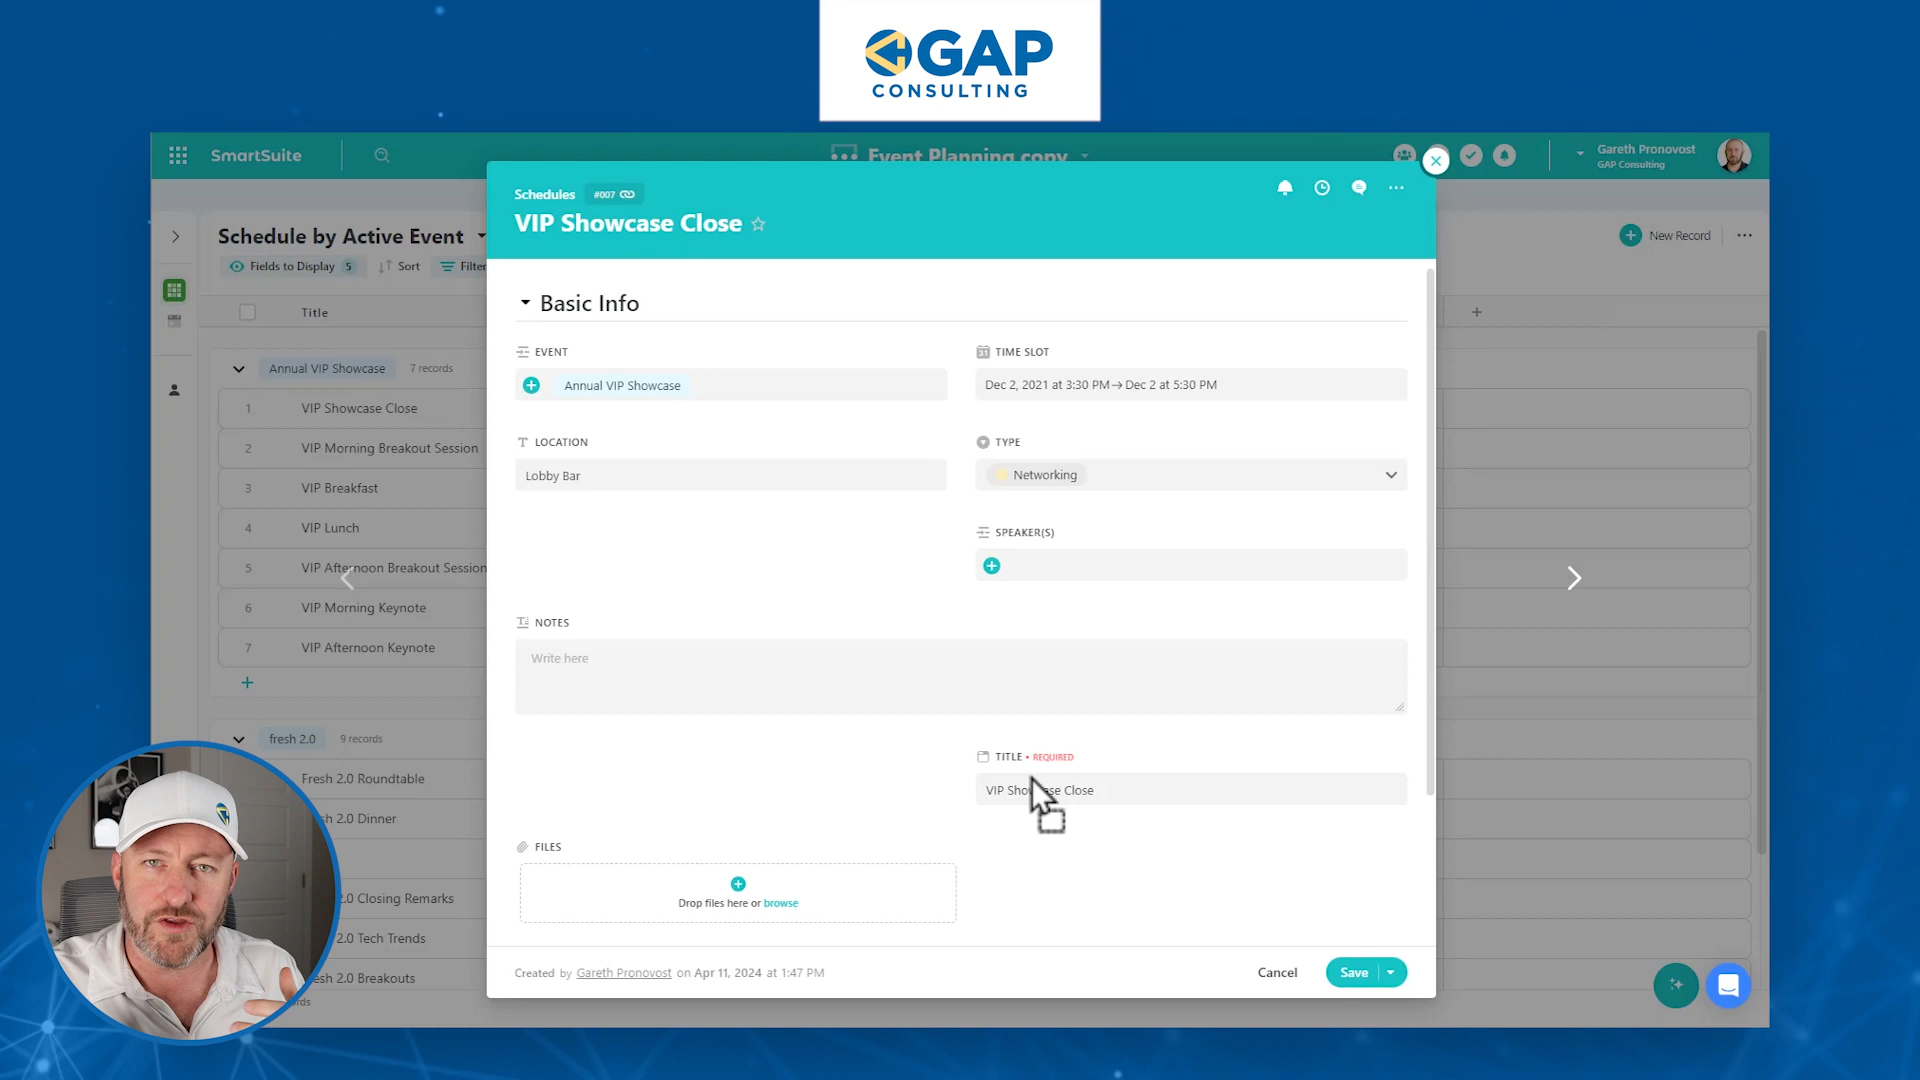 GAP
CONSULTING
SmartSuite
Event Planning copy
Gareth Pronovost
GAP Consulting
Schedule by Active Event
Fields to Display 5
Sort
Filter
New Record
Title
Annual VIP Showcase 7 records
1 VIP Showcase Close
2 VIP Morning Breakout Session
3 VIP Breakfast
4 VIP Lunch
5 VIP Afternoon Breakout Session
6 VIP Morning Keynote
7 VIP Afternoon Keynote
fresh 2.0 9 records
Fresh 2.0 Roundtable
2.0 Dinner
2.0 Closing Remarks
2.0 Tech Trends
Fresh 2.0 Breakouts
Schedules #007
VIP Showcase Close
Basic Info
EVENT
Annual VIP Showcase
TIME SLOT
31
Dec 2, 2021 at 3:30 PM→Dec 2 at 5:30 PM
LOCATION
Lobby Bar
TYPE
Networking
SPEAKER(S)
NOTES
Write here
TITLE • REQUIRED
VIP Showcase Close
FILES
Drop files here or browse
Created by Gareth Pronovost on Apr 11, 2024 at 1:47 PM
Cancel
Save